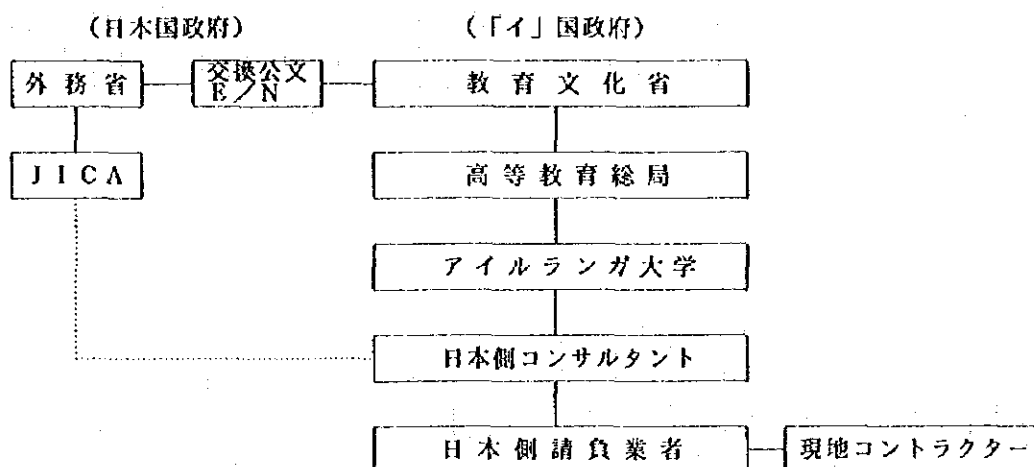 (日本国政府) (「イ」国政府)
外務省 交換公文 教育文化省
E/N
JICA 高等教育総局
アイルランガ大学
日本側コンサルタント
日本側請負業者 現地コントラクター